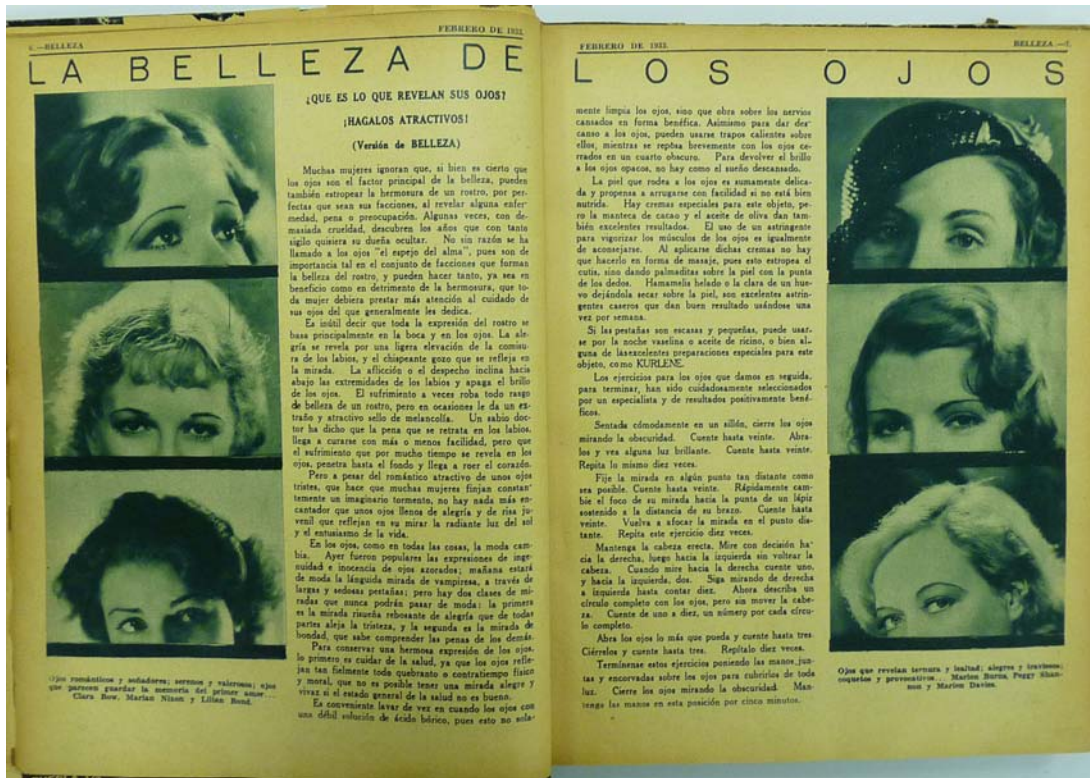 6.—BELLEZA
FEBRERO DE 1933.
LA BELLEZA DE
¿QUE ES LO QUE REVELAN SUS OJOS?
¡HAGALOS ATRACTIVOS!
(Versión de BELLEZA)
Muchas mujeres ignoran que, si bien es cierto que
los ojos son el factor principal de la belleza, pueden
también estropear la hermosura de un rostro, por per-
fectas que sean sus facciones, al revelar alguna enfer-
medad, pena o preocupación. Algunas veces, con de-
masiada crueldad, descubren los años que con tanto
sigilo quisiera su dueña ocultar. No sin razón se ha
llamado a los ojos "el espejo del alma", pues son de
importancia tal en el conjunto de facciones que forman
la belleza del rostro, y pueden hacer tanto, ya sea en
beneficio como en detrimento de la hermosura, que to-
da mujer debiera prestar más atención al cuidado de
sus ojos del que generalmente les dedica.
Es inútil decir que toda la expresión del rostro se
basa principalmente en la boca y en los ojos. La ale-
gría se revela por una ligera elevación de la comisu-
ra de los labios, y el chispeante gozo que se refleja en
la mirada. La aflicción o el despecho inclina hacia
abajo las extremidades de los labios y apaga el brillo
de los ojos. El sufrimiento a veces roba todo rasgo
de belleza de un rostro, pero en ocasiones le da un ex-
traño y atractivo sello de melancolía. Un sabio doc-
tor ha dicho que la pena que se retrata en los labios,
llega a curarse con más o menos facilidad, pero que
el sufrimiento que por mucho tiempo se revela en los
ojos, penetra hasta el fondo y llega a roer el corazón.
Pero a pesar del romántico atractivo de unos ojos
tristes, que hace que muchas mujeres finjan constan-
temente un imaginario tormento, no hay nada más en-
cantador que unos ojos llenos de alegría y de risa ju-
venil que reflejan en su mirar la radiante luz del sol
y el entusiasmo de la vida.
En los ojos, como en todas las cosas, la moda cam-
bia. Ayer fueron populares las expresiones de inge-
nuidad e inocencia de ojos azorados; mañana estará
de moda la lánguida mirada de vampiresa, a través de
largas y sedosas pestañas; pero hay dos clases de mi-
radas que nunca podrán pasar de moda: la primera
es la mirada risueña rebosante de alegría que de todas
partes aleja la tristeza, y la segunda es la mirada de
bondad, que sabe comprender las penas de los demás.
Para conservar una hermosa expresión de los ojos,
lo primero es cuidar de la salud, ya que los ojos refle-
jan tan fielmente todo quebranto o contratiempo físico
y moral, que no es posible tener una mirada alegre y
vivaz si el estado general de la salud no es bueno.
Es conveniente lavar de vez en cuando los ojos con
una débil solución de ácido bórico, pues esto no sola-
Ojos románticos y soñadores; serenos y valerosos; ojos
que parecen guardar la memoria del primer amor....
Clara Bow, Marian Nixon y Lilian Bond.
FEBRERO DE 1933.
BELLEZA —7.
LOS OJOS
mente limpia los ojos, sino que obra sobre los nervios
cansados en forma benéfica. Asimismo para dar des-
canso a los ojos, pueden usarse trapos calientes sobre
ellos, mientras se reposa brevemente con los ojos ce-
rrados en un cuarto obscuro. Para devolver el brillo
a los ojos opacos, no hay como el sueño descansado.
La piel que rodea a los ojos es sumamente delica-
da y propensa a arrugarse con facilidad si no está bien
nutrida. Hay cremas especiales para este objeto, pe-
ro la manteca de cacao y el aceite de oliva dan tam-
bién excelentes resultados. El uso de un astringente
para vigorizar los músculos de los ojos es igualmente
de aconsejarse. Al aplicarse dichas cremas no hay
que hacerlo en forma de masaje, pues esto estropea el
cutis, sino dando palmaditas sobre la piel con la punta
de los dedos. Hamamelis helado o la clara de un hue-
vo dejándola secar sobre la piel, son excelentes astrin-
gentes caseros que dan buen resultado usándose una
vez por semana.
Si las pestañas son escasas y pequeñas, puede usar-
se por la noche vaselina o aceite de ricino, o bien al-
guna de las excelentes preparaciones especiales para este
objeto, como KURLENE.
Los ejercicios para los ojos que damos en seguida,
para terminar, han sido cuidadosamente seleccionados
por un especialista y de resultados positivamente bené-
ficos.
Sentada cómodamente en un sillón, cierre los ojos
mirando la obscuridad. Cuente hasta veinte. Abra-
los y vea alguna luz brillante. Cuente hasta veinte.
Repita lo mismo diez veces.
Fije la mirada en algún punto tan distante como
sea posible. Cuente hasta veinte. Rápidamente cam-
bie el foco de su mirada hacia la punta de un lápiz
sostenido a la distancia de su brazo. Cuente hasta
veinte. Vuelva a afocar la mirada en el punto dis-
tante. Repita este ejercicio diez veces.
Mantenga la cabeza erecta. Mire con decisión ha-
cia la derecha, luego hacia la izquierda sin voltear la
cabeza. Cuando mire hacia la derecha cuente uno,
y hacia la izquierda, dos. Siga mirando de derecha
a izquierda hasta contar diez. Ahora describa un
círculo completo con los ojos, pero sin mover la cabe-
za. Cuente de uno a diez, un número por cada círcu-
lo completo.
Abra los ojos lo más que pueda y cuente hasta tres.
Ciérrelos y cuente hasta tres. Repítalo diez veces.
Termínense estos ejercicios poniendo las manos jun-
tas y encorvadas sobre los ojos para cubrirlos de toda
luz. Cierre los ojos mirando la obscuridad. Man-
tenga las manos en esta posición por cinco minutos.
Ojos que revelan ternura y lealtad; alegres y traviesos;
coquetos y provocativos... Marion Burns, Peggy Shan-
non y Marion Davies.